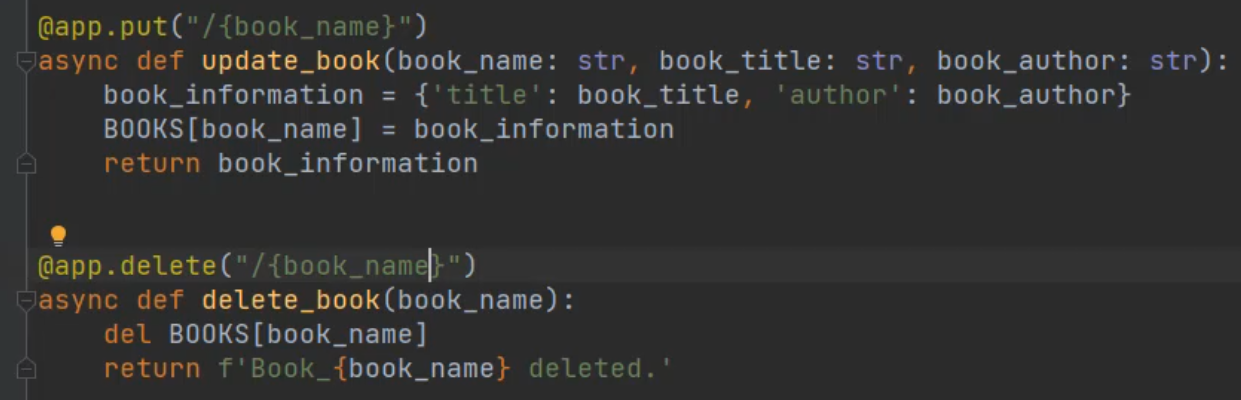 @app.put("/{book_name}")
async def update_book(book_name: str, book_title: str, book_author: str):
    book_information = {'title': book_title, 'author': book_author}
    BOOKS[book_name] = book_information
    return book_information
@app.delete("/{book_name}")
async def delete_book(book_name):
    del BOOKS[book_name]
    return f'Book_{book_name} deleted.'